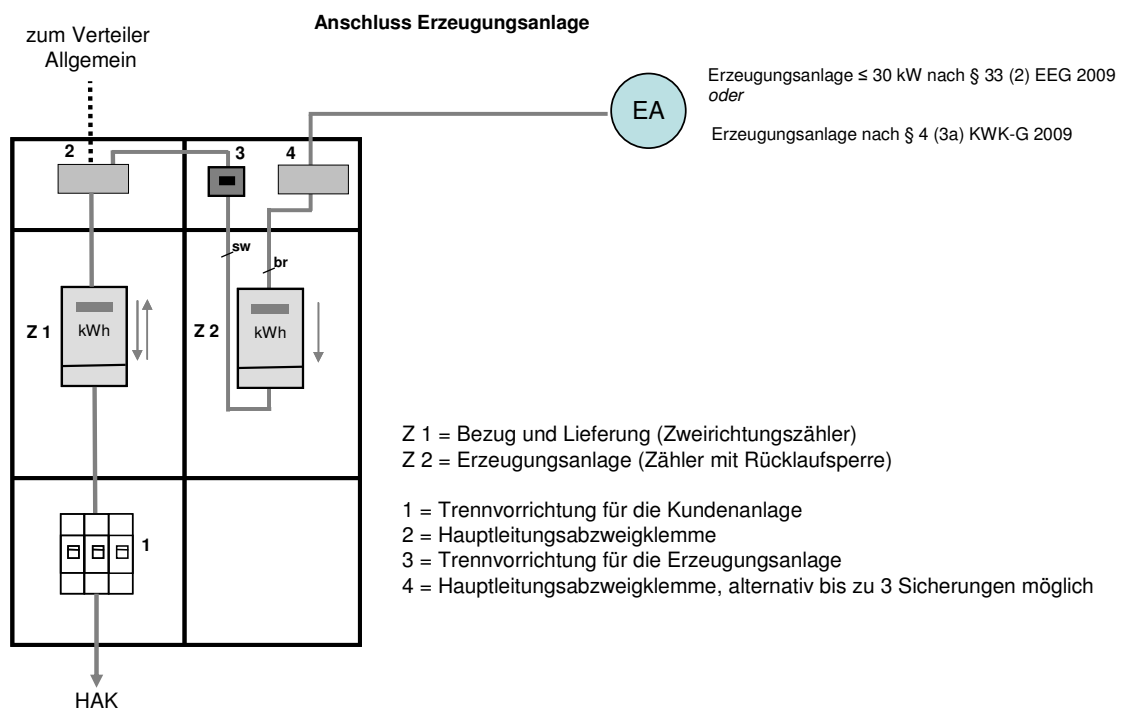 Anschluss Erzeugungsanlage
zum Verteiler
Allgemein
EA
Erzeugungsanlage ≤ 30 kW nach § 33 (2) EEG 2009
oder
Erzeugungsanlage nach § 4 (3a) KWK-G 2009
2
3
4
sw
br
Z 1
kWh
Z 2
kWh
Z 1 = Bezug und Lieferung (Zweirichtungszähler)
Z 2 = Erzeugungsanlage (Zähler mit Rücklaufsperre)
1 = Trennvorrichtung für die Kundenanlage
2 = Hauptleitungsabzweigklemme
3 = Trennvorrichtung für die Erzeugungsanlage
4 = Hauptleitungsabzweigklemme, alternativ bis zu 3 Sicherungen möglich
1
HAK